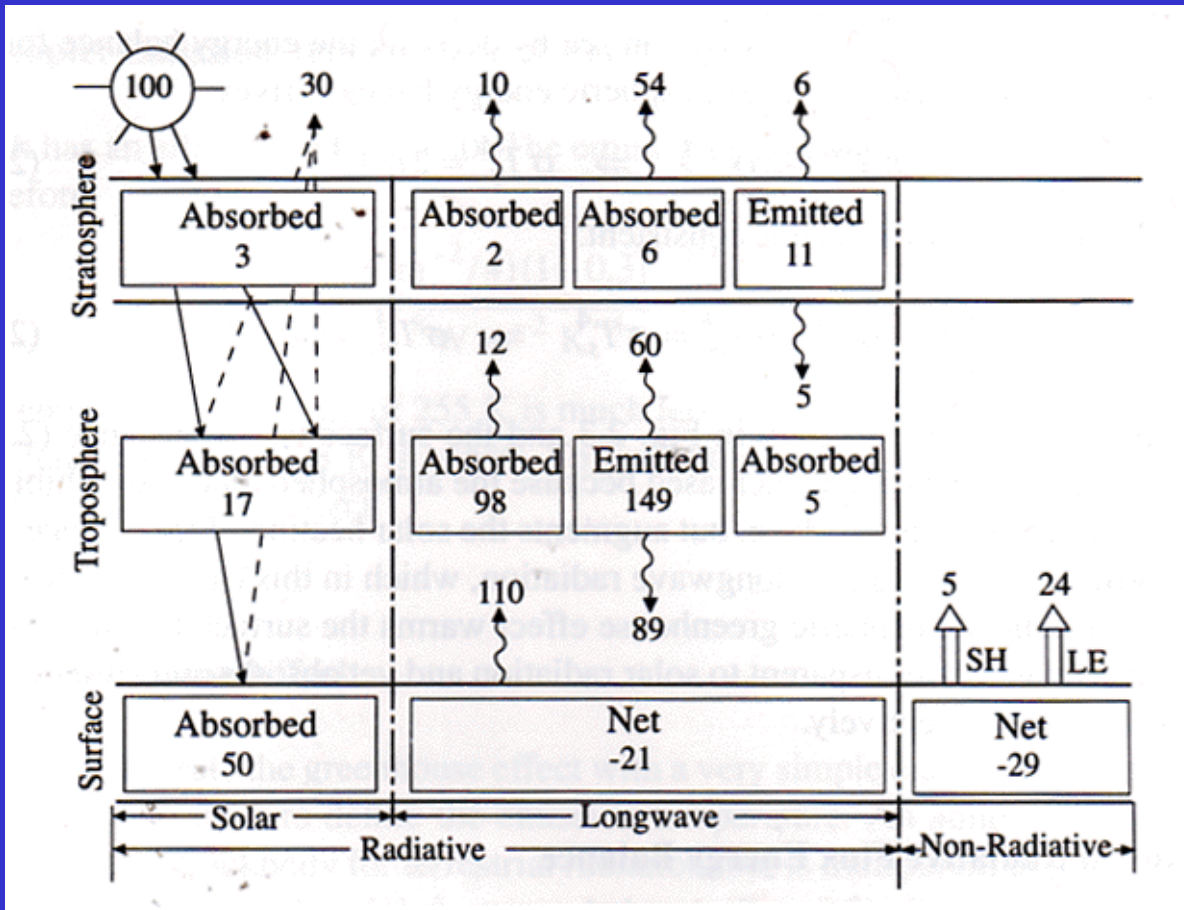 100
30
10
54
6
Stratosphere
Absorbed
3
Absorbed
2
Absorbed
6
Emitted
11
12
60
5
Troposphere
Absorbed
17
Absorbed
98
Emitted
149
Absorbed
5
110
89
5
24
SH
LE
Surface
Absorbed
50
Net
-21
Net
-29
Solar
Longwave
Radiative
Non-Radiative